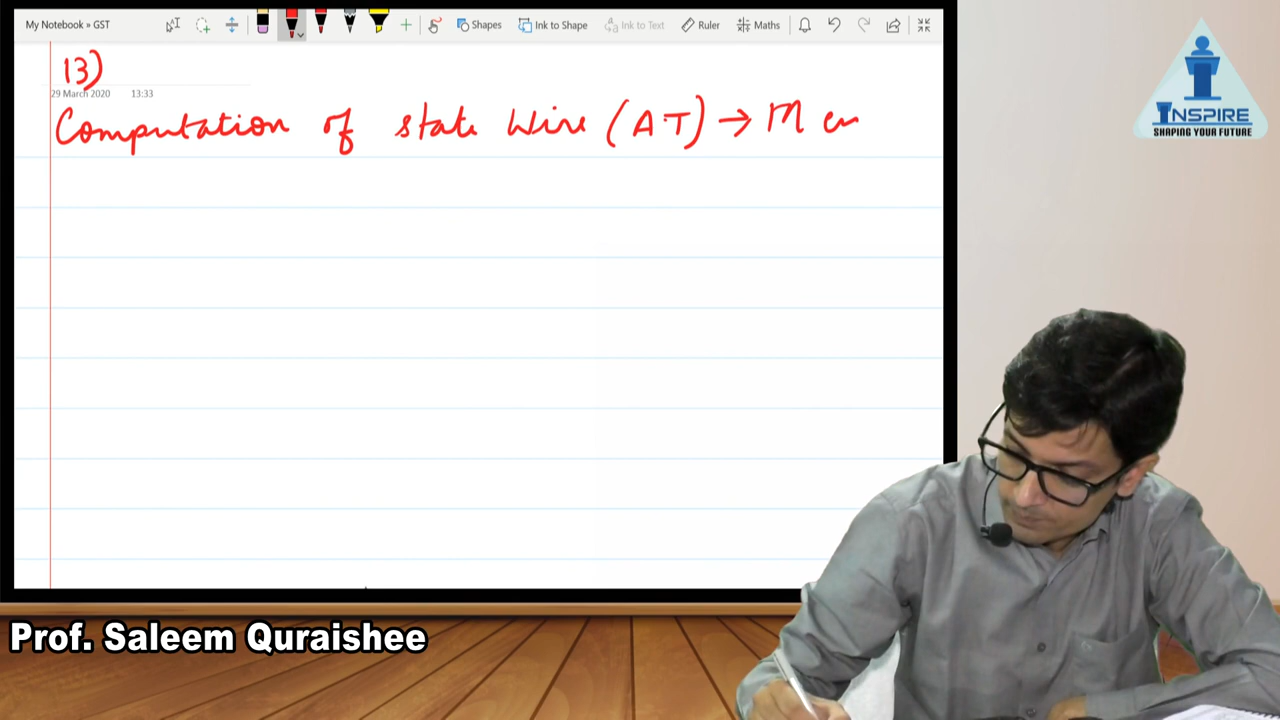 My Notebook » GST
Shapes
Ink to Shape
Ink to Text
Ruler
Maths
13)
29 March 2020 13:33
Computation of state wise (AT) → M
INSPIRE
SHAPING YOUR FUTURE
Prof. Saleem Quraishee